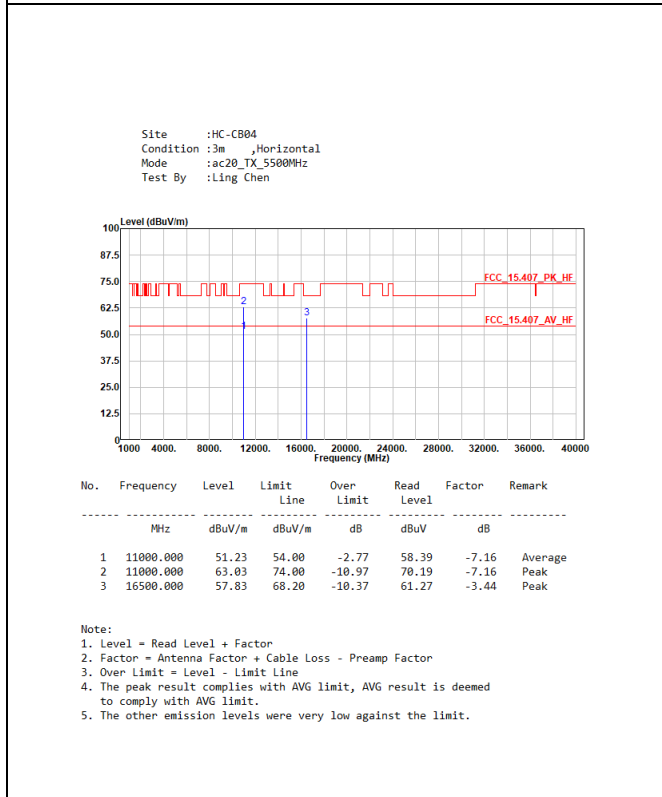 Site :HC-CB04
Condition :3m ,Horizontal
Mode :ac20_TX_5500MHz
Test By :Ling Chen
Level (dBuV/m)
100
87.5
75.0
FCC_15.407_PK_HF
62.5
2
3
FCC_15.407_AV_HF
1
50.0
37.5
25.0
12.5
0
1000 4000. 8000. 12000. 16000. 20000. 24000. 28000. 32000. 36000. 40000
Frequency (MHz)
No. Frequency Level Limit Over Read Factor Remark
Line Limit Level
------ ----------- -------- --------- --------- -------- -------- ---------
MHz dBuV/m dBuV/m dB dBuV dB
1 11000.000 51.23 54.00 -2.77 58.39 -7.16 Average
2 11000.000 63.03 74.00 -10.97 70.19 -7.16 Peak
3 16500.000 57.83 68.20 -10.37 61.27 -3.44 Peak
Note:
1. Level = Read Level + Factor
2. Factor = Antenna Factor + Cable Loss - Preamp Factor
3. Over Limit = Level - Limit Line
4. The peak result complies with AVG limit, AVG result is deemed
to comply with AVG limit.
5. The other emission levels were very low against the limit.